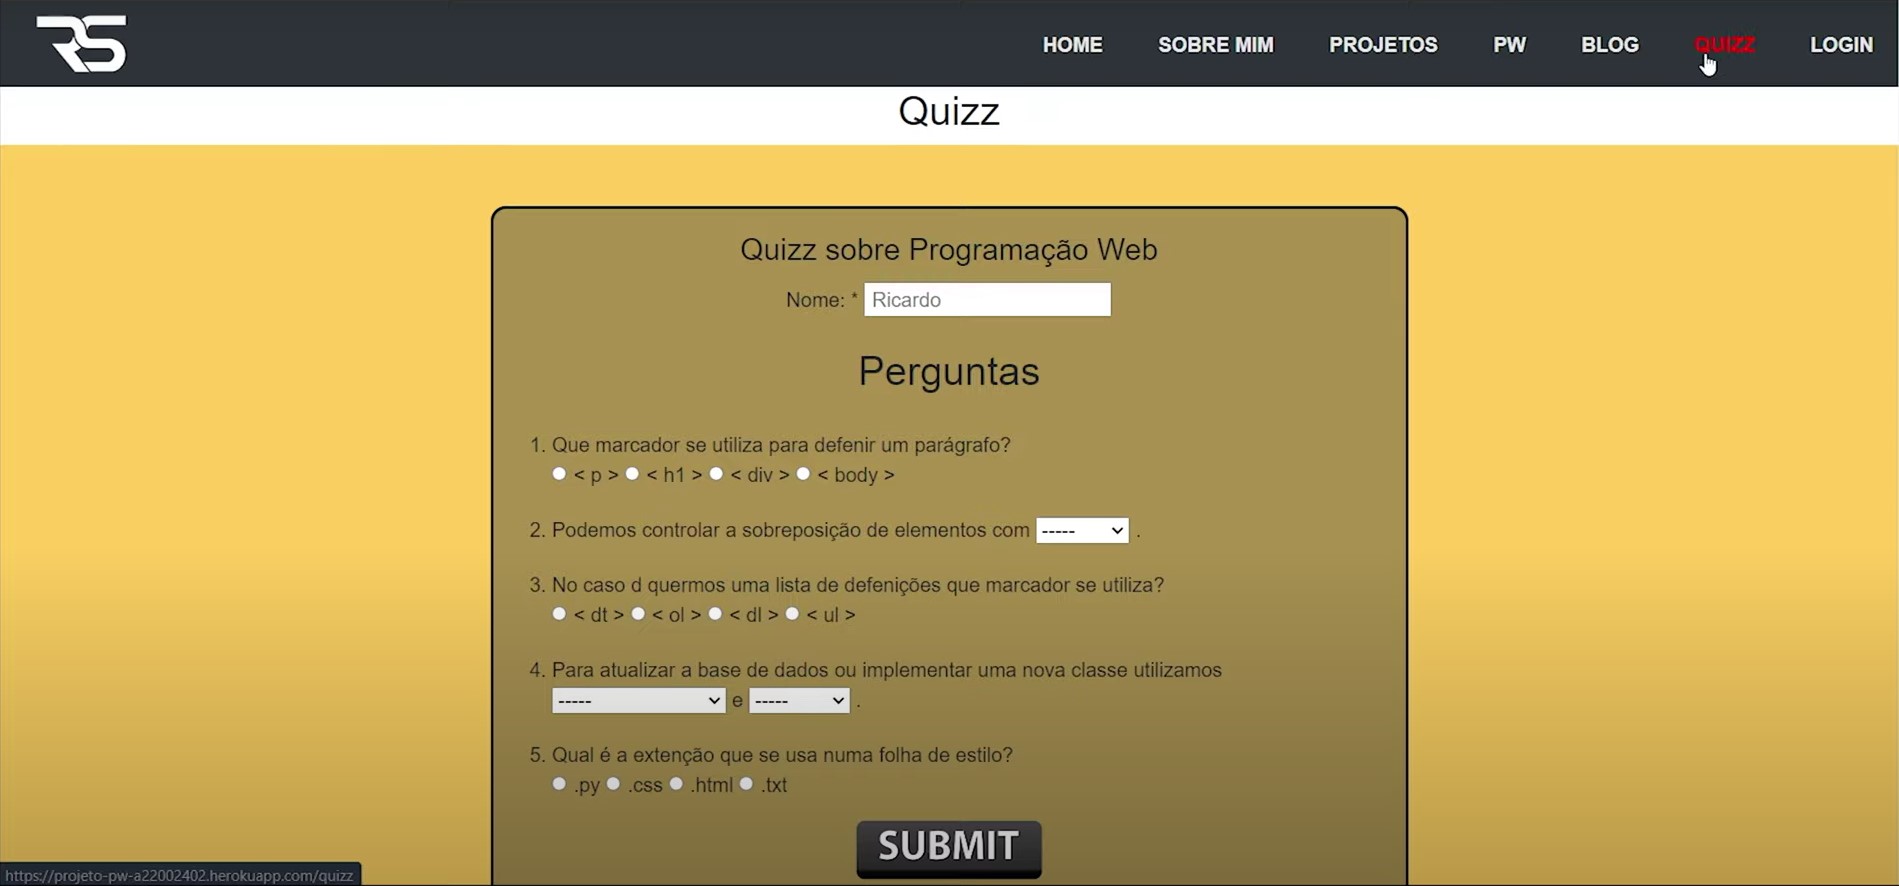 RS
HOME SOBRE MIM PROJETOS PW BLOG QUIZZ LOGIN
Quizz
Quizz sobre Programação Web
Nome: * Ricardo
Perguntas
1. Que marcador se utiliza para defenir um parágrafo?
< p > < h1 > < div > < body >
2. Podemos controlar a sobreposição de elementos com ----- .
3. No caso d quermos uma lista de defenições que marcador se utiliza?
< dt > < ol > < dl > < ul >
4. Para atualizar a base de dados ou implementar uma nova classe utilizamos
----- e ----- .
5. Qual é a extenção que se usa numa folha de estilo?
.py .css .html .txt
SUBMIT
https://projeto-pw-a22002402.herokuapp.com/quizz